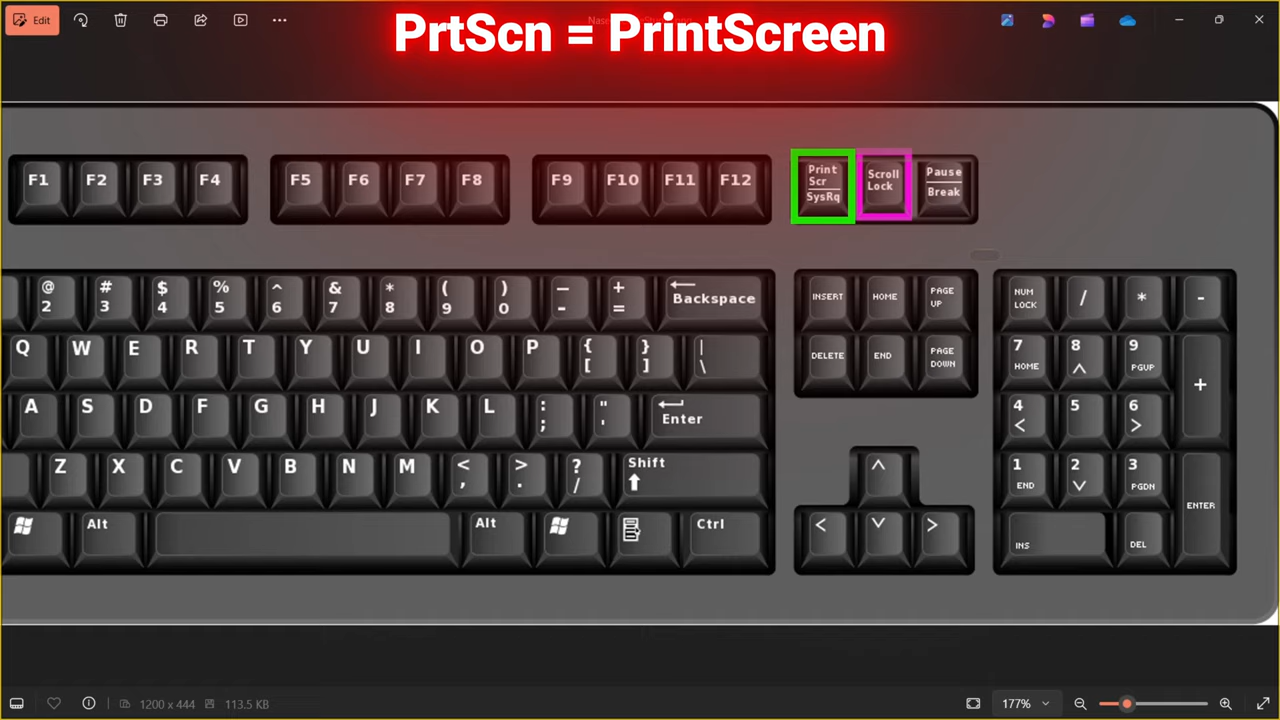 Edit
PrtScn = PrintScreen
F1 F2 F3 F4 F5 F6 F7 F8 F9 F10 F11 F12
Print
Scr
SysRq
Scroll
Lock
Pause
Break
@ # $ % ^ & * ( ) — +
2 3 4 5 6 7 8 9 0 - =
Backspace
INSERT HOME PAGE
UP
NUM
LOCK
/ * -
Q W E R T Y U I O P { } |
[ ] \
DELETE END PAGE
DOWN
7 8 9
HOME ^ PGUP
+
A S D F G H J K L : "
; '
Enter
4 5 6
< >
Z X C V B N M < > ?
, . /
Shift
^
1 2 3
END v PGDN
ENTER
Alt Alt Ctrl
< v >
INS DEL
1200 x 444 113.5 KB 177%